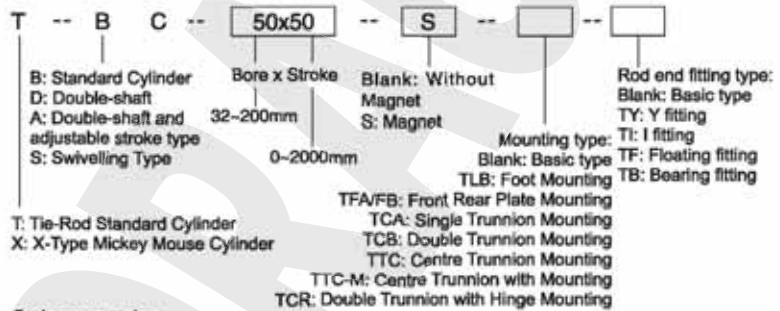 T -- B C -- 50x50 -- S -- --
B: Standard Cylinder
D: Double-shaft
A: Double-shaft and
adjustable stroke type
S: Swivelling Type
Bore x Stroke
32~200mm
0~2000mm
Blank: Without
Magnet
S: Magnet
Mounting type:
Blank: Basic type
TLB: Foot Mounting
TFA/FB: Front Rear Plate Mounting
TCA: Single Trunnion Mounting
TCB: Double Trunnion Mounting
TTC: Centre Trunnion Mounting
TTC-M: Centre Trunnion with Mounting
TCR: Double Trunnion with Hinge Mounting
Rod end fitting type:
Blank: Basic type
TY: Y fitting
TI: I fitting
TF: Floating fitting
TB: Bearing fitting
T: Tie-Rod Standard Cylinder
X: X-Type Mickey Mouse Cylinder